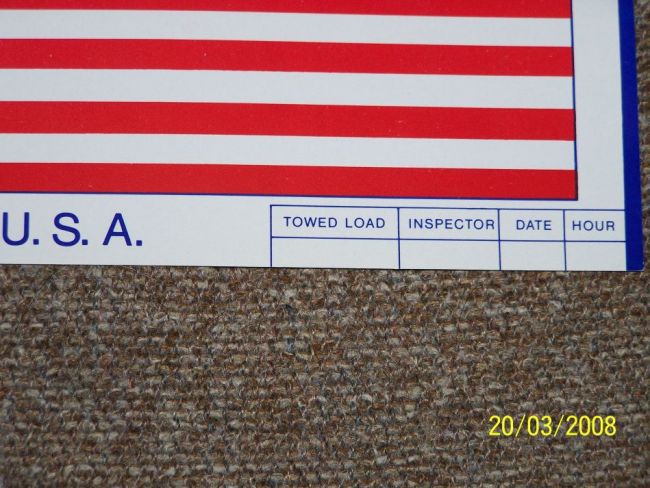 U. S. A.
TOWED LOAD INSPECTOR DATE HOUR
20/03/2008